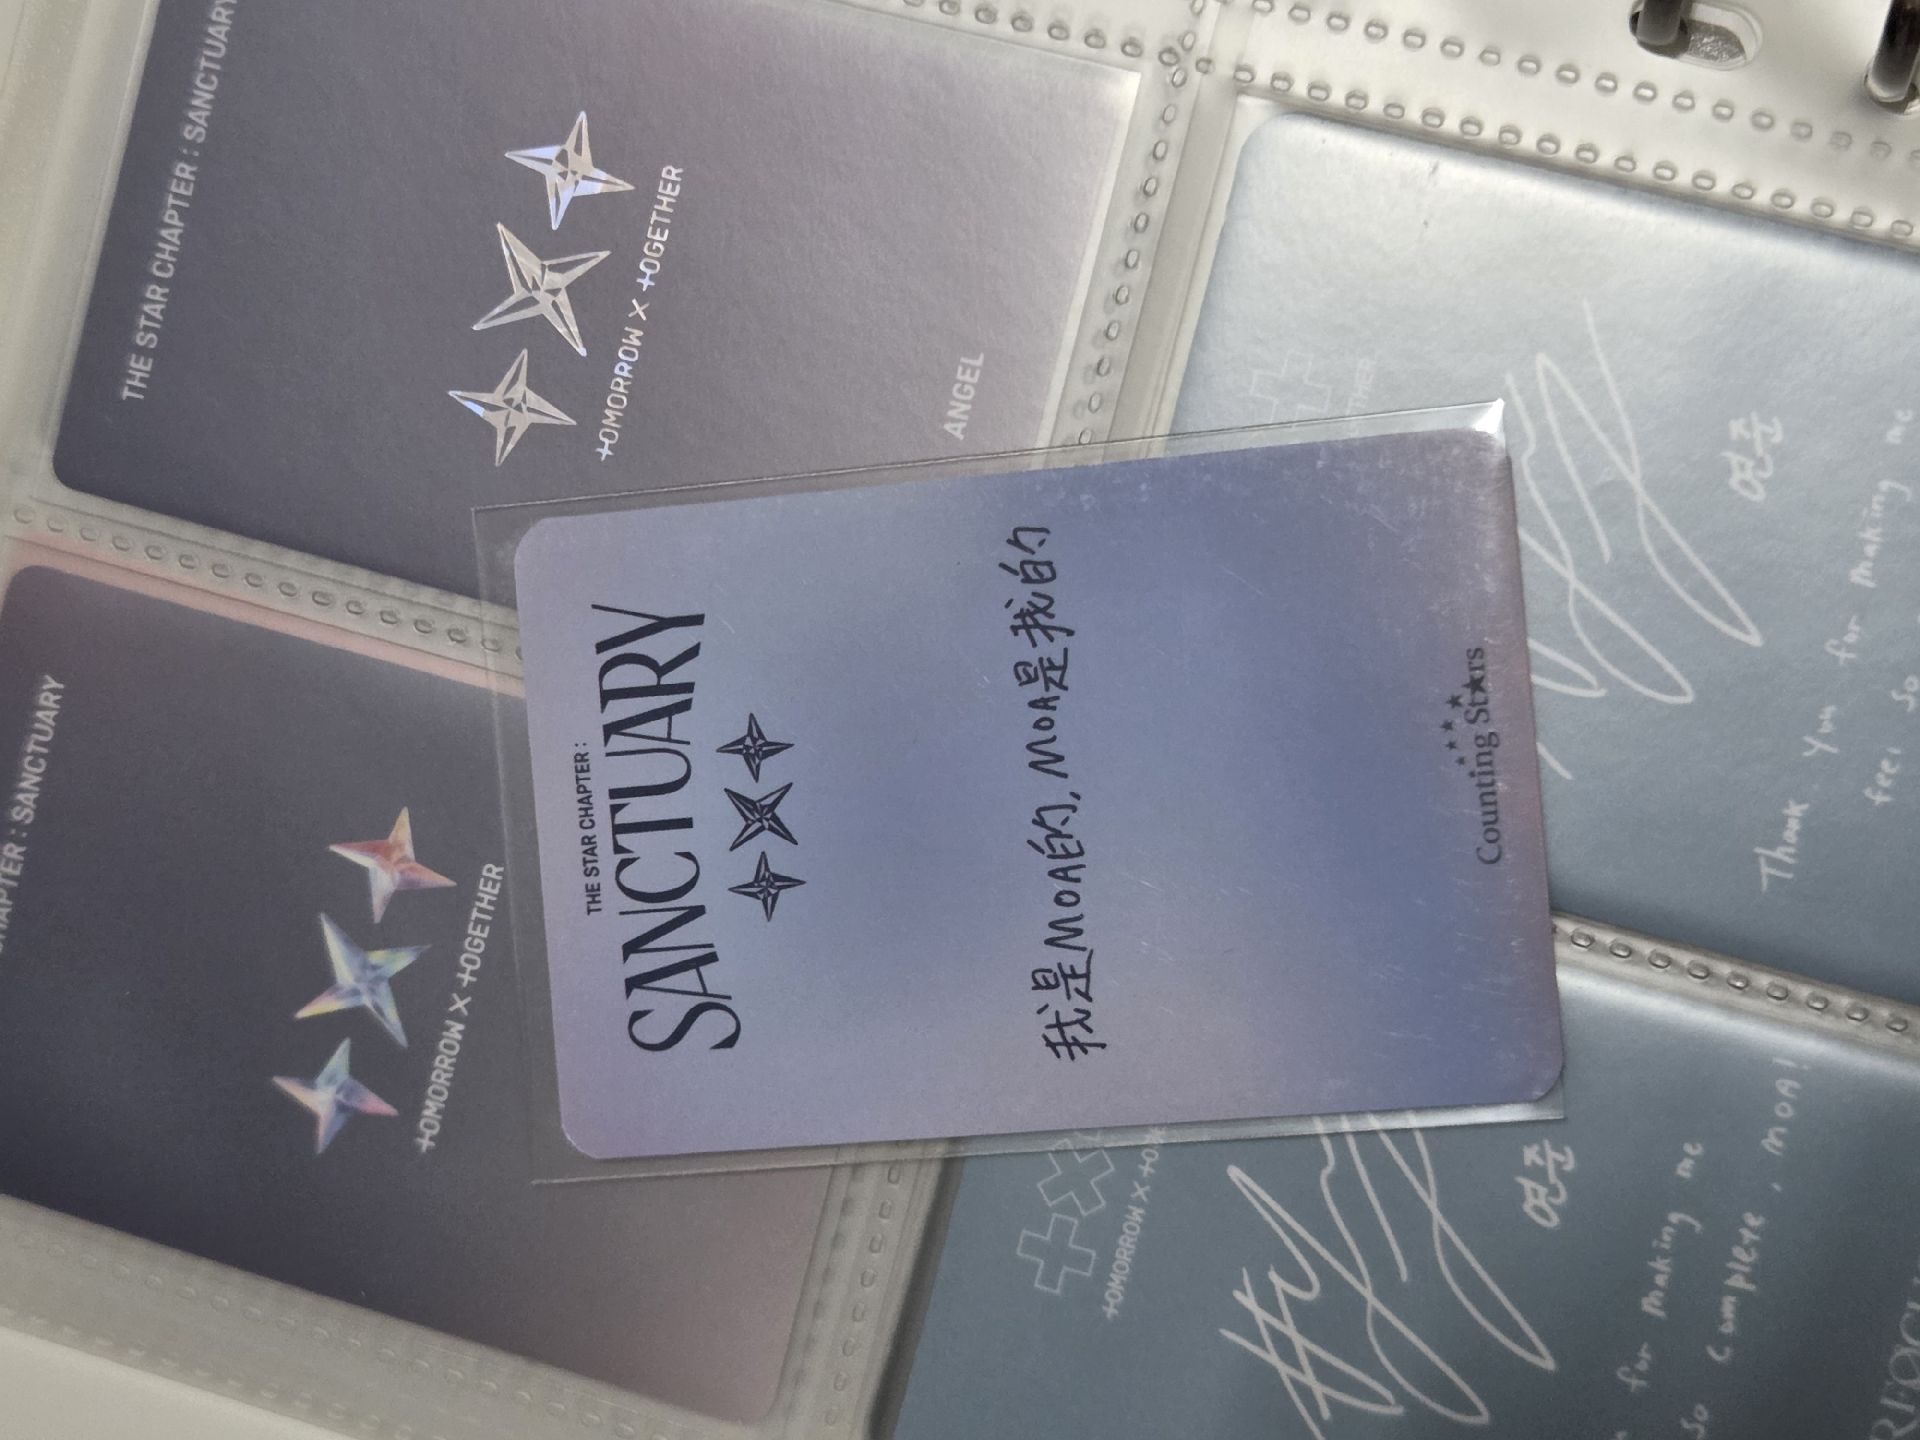 CHAPTER : SANCTUARY
TOMORROW X TOGETHER
THE STAR CHAPTER : SANCTUARY
TOMORROW X TOGETHER
ANGEL
THE STAR CHAPTER :
SANCTUARY
我是MOA的, MOA是我的
Counting Stars
TOMORROW X TO
연준
for making me
so complete, MOA!
연준
Thank You for making me
feel so